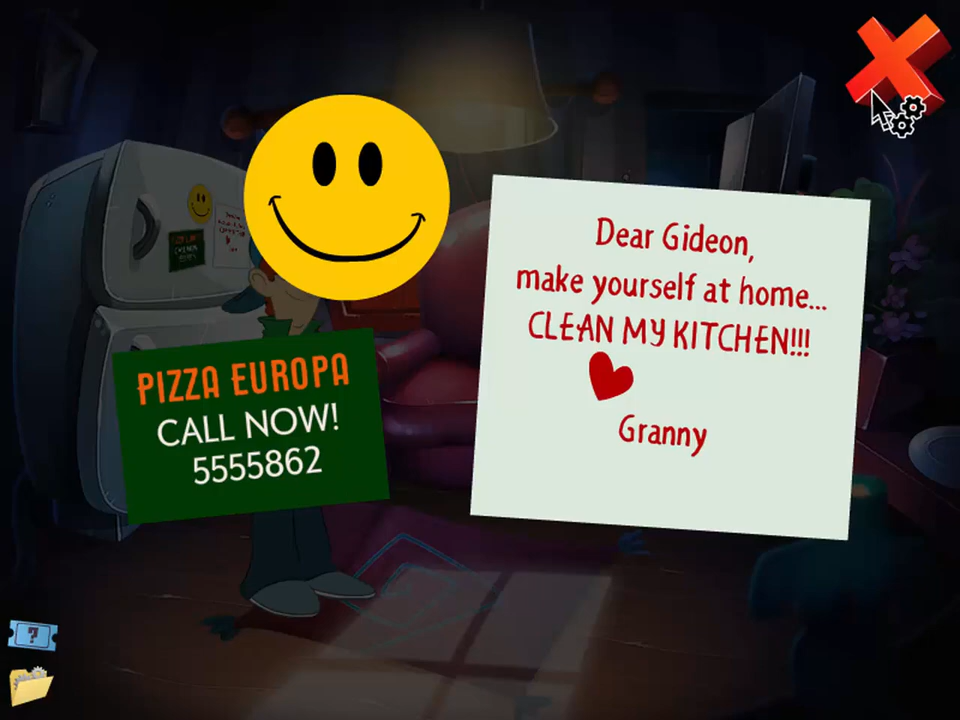 PIZZA EUROPA
CALL NOW!
5555862
Dear Gideon,
make yourself at home...
CLEAN MY KITCHEN!!!
Granny
?